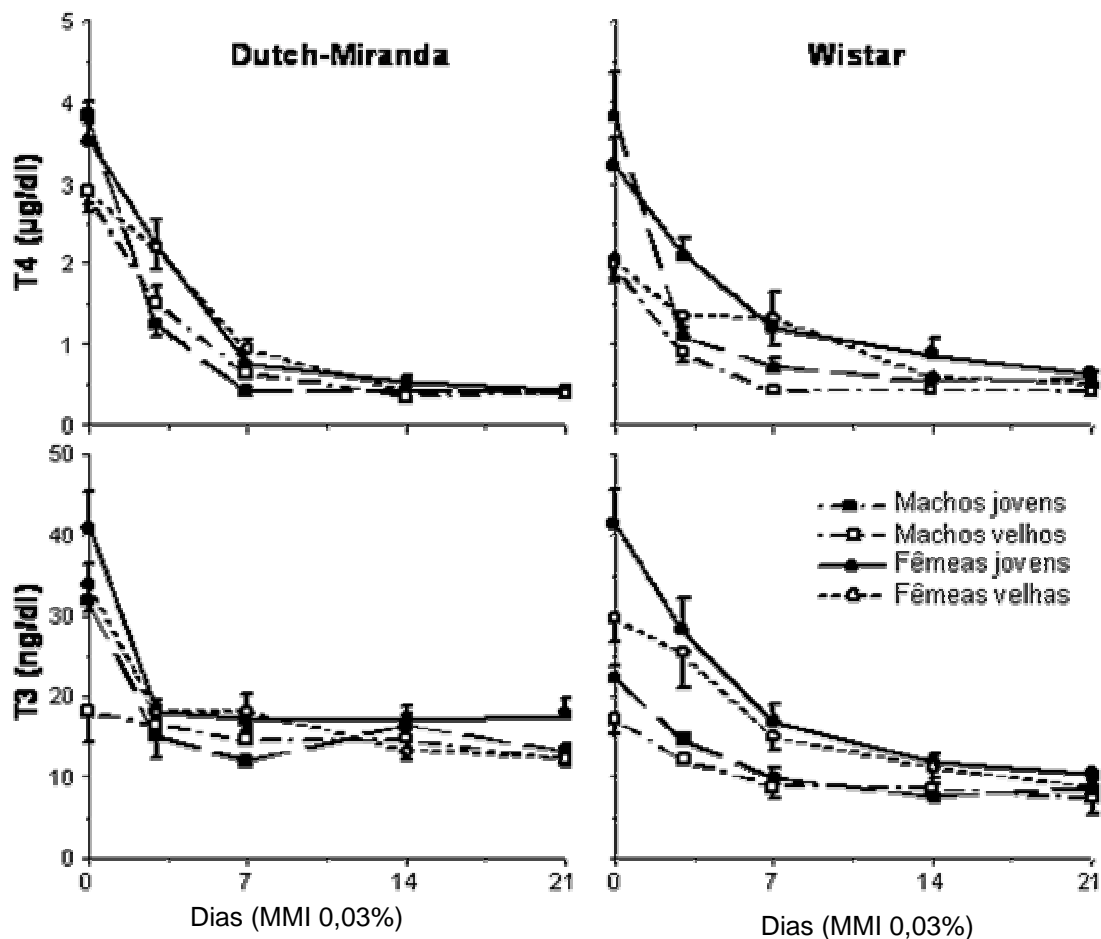 Dutch-Miranda
Wistar
T4 (µg/dl)
5
4
3
2
1
0
T3 (ng/dl)
50
40
30
20
10
0
Machos jovens
Machos velhos
Fêmeas jovens
Fêmeas velhas
0 7 14 21
0 7 14 21
Dias (MMI 0,03%)
Dias (MMI 0,03%)